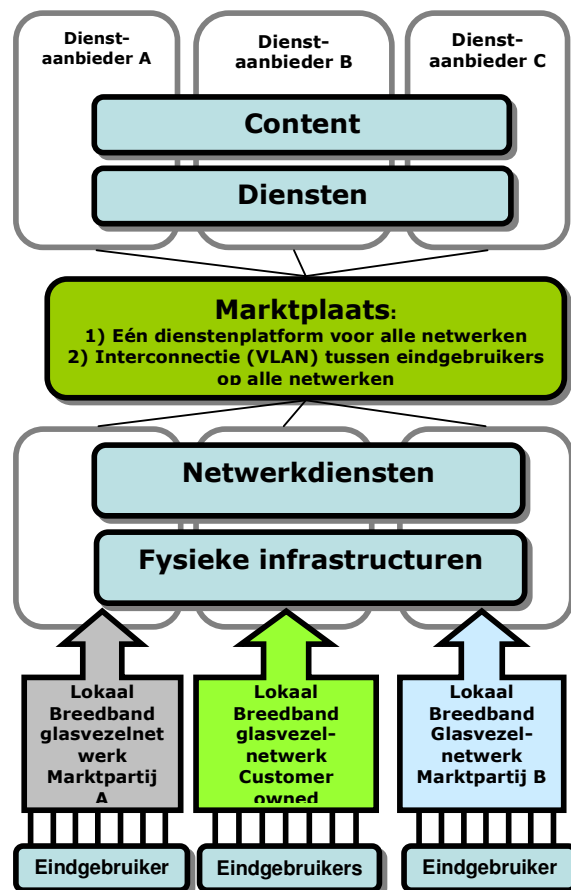 Dienst-
aanbieder A
Dienst-
aanbieder B
Dienst-
aanbieder C
Content
Diensten
Marktplaats:
1) Eén dienstenplatform voor alle netwerken
2) Interconnectie (VLAN) tussen eindgebruikers
op alle netwerken
Netwerkdiensten
Fysieke infrastructuren
Lokaal
Breedband
glasvezelnet
werk
Marktpartij
A
Lokaal
Breedband
glasvezel-
netwerk
Customer
owned
Lokaal
Breedband
Glasvezel-
netwerk
Marktpartij B
Eindgebruiker
Eindgebruikers
Eindgebruiker